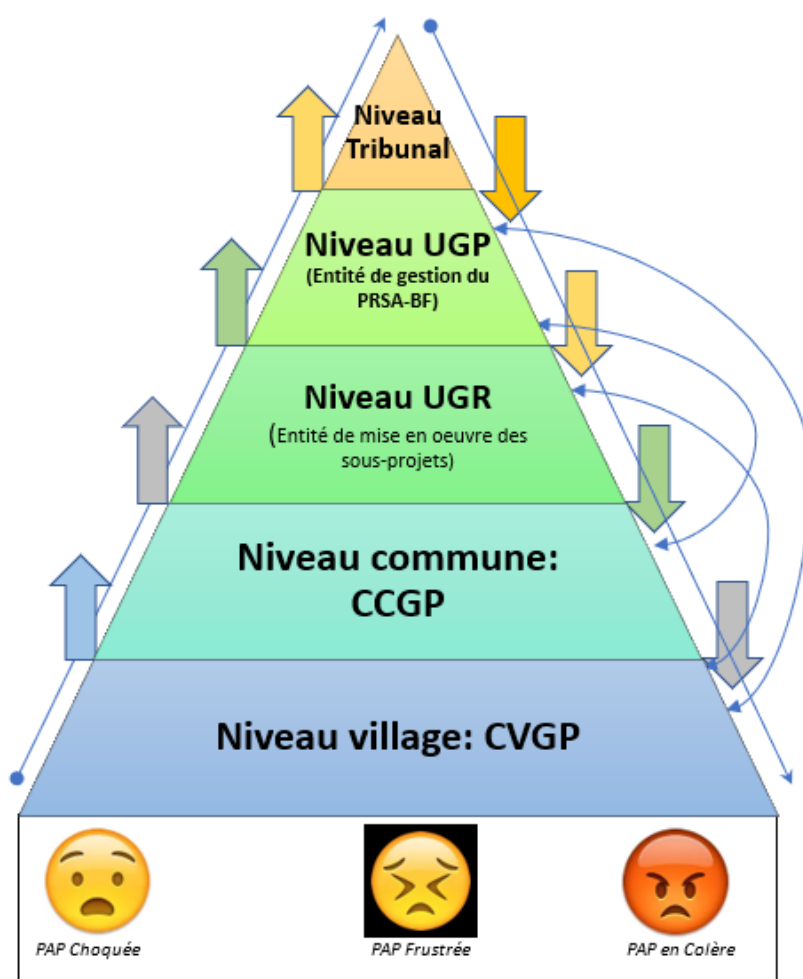 Niveau
Tribunal
Niveau UGP
(Entité de gestion du
PRSA-BF)
Niveau UGR
(Entité de mise en oeuvre des
sous-projets)
Niveau commune:
CCGP
Niveau village: CVGP
PAP Choquée
PAP Frustrée
PAP en Colère